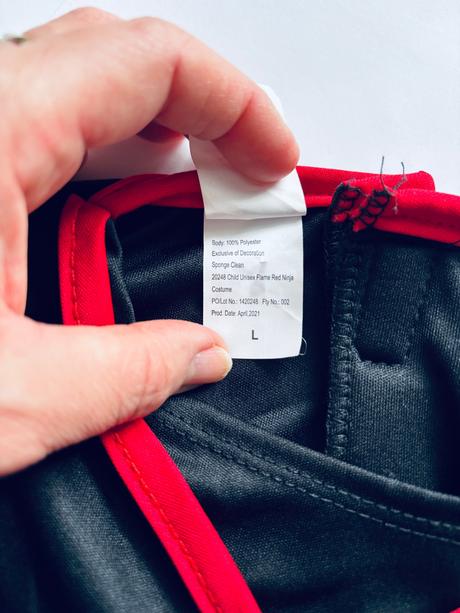 Body: 100% Polyester
Exclusive of Decoration
Sponge Clean
20248 Child Unisex Flame Red Ninja
Costume
PO/Lot No.: 1420248 Fty No.: 002
Prod. Date: April,2021
L